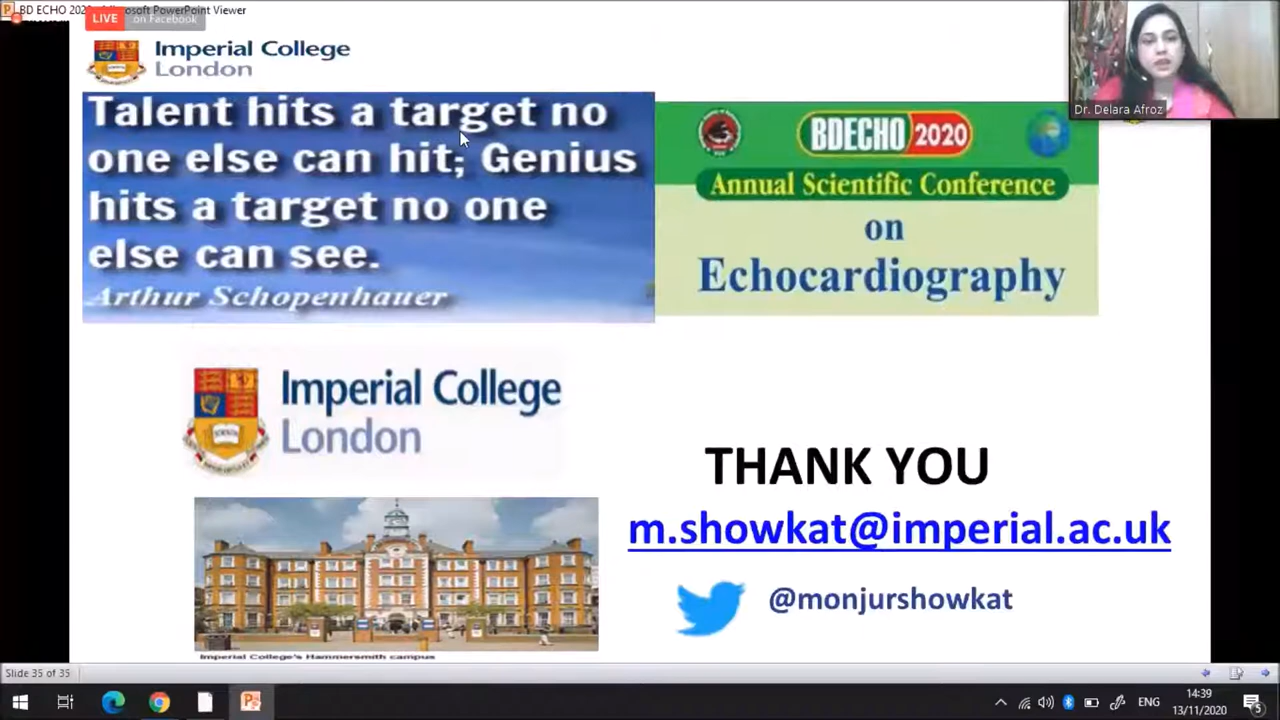 BD ECHO 202
osoft PowerPoint Viewer
LIVE on Facebook
Imperial College
London
Talent hits a target no
one else can hit; Genius
hits a target no one
else can see.
Arthur Schopenhauer
BDECHO 2020
Annual Scientific Conference
on
Echocardiography
Dr. Delara Afroz
Imperial College
London
THANK YOU
m.showkat@imperial.ac.uk
@monjurshowkat
Imperial College's Hammersmith campus
Slide 35 of 35
ENG
14:39
13/11/2020
5